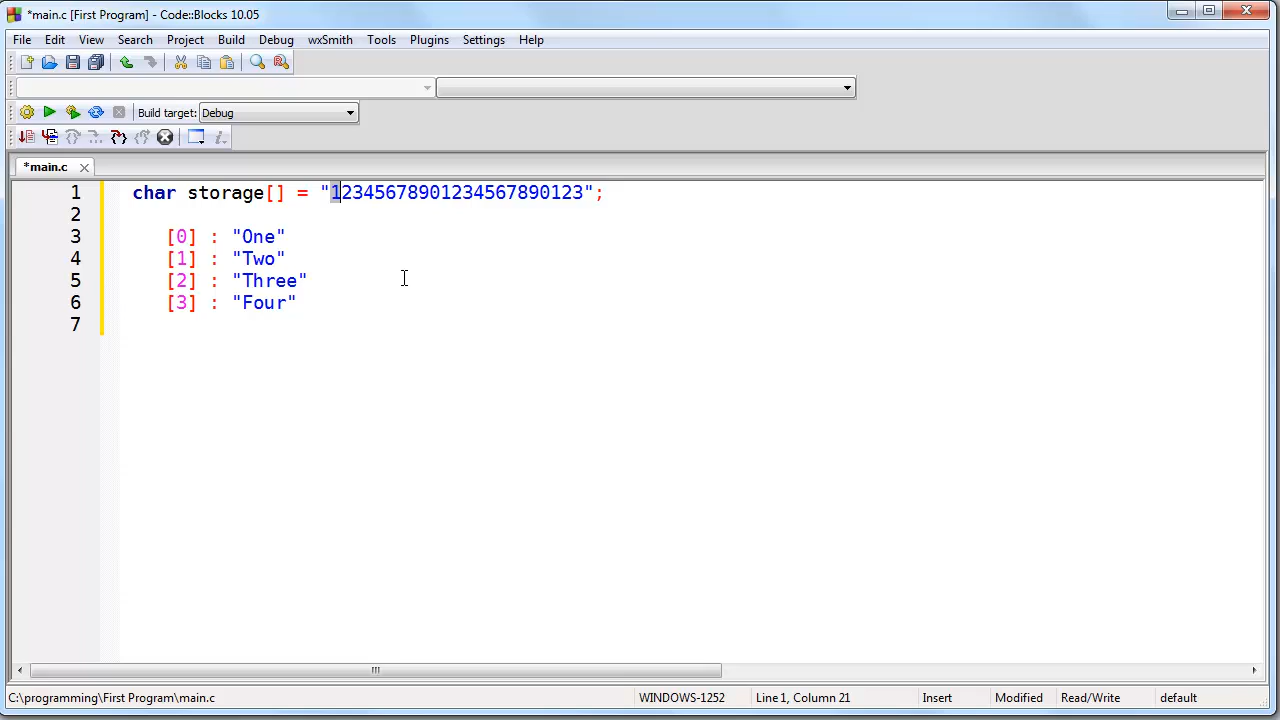 *main.c [First Program] - Code::Blocks 10.05
File Edit View Search Project Build Debug wxSmith Tools Plugins Settings Help
Build target: Debug
*main.c
1 char storage[] = "12345678901234567890123";
2
3 [0] : "One"
4 [1] : "Two"
5 [2] : "Three"
6 [3] : "Four"
7
C:\programming\First Program\main.c WINDOWS-1252 Line 1, Column 21 Insert Modified Read/Write default